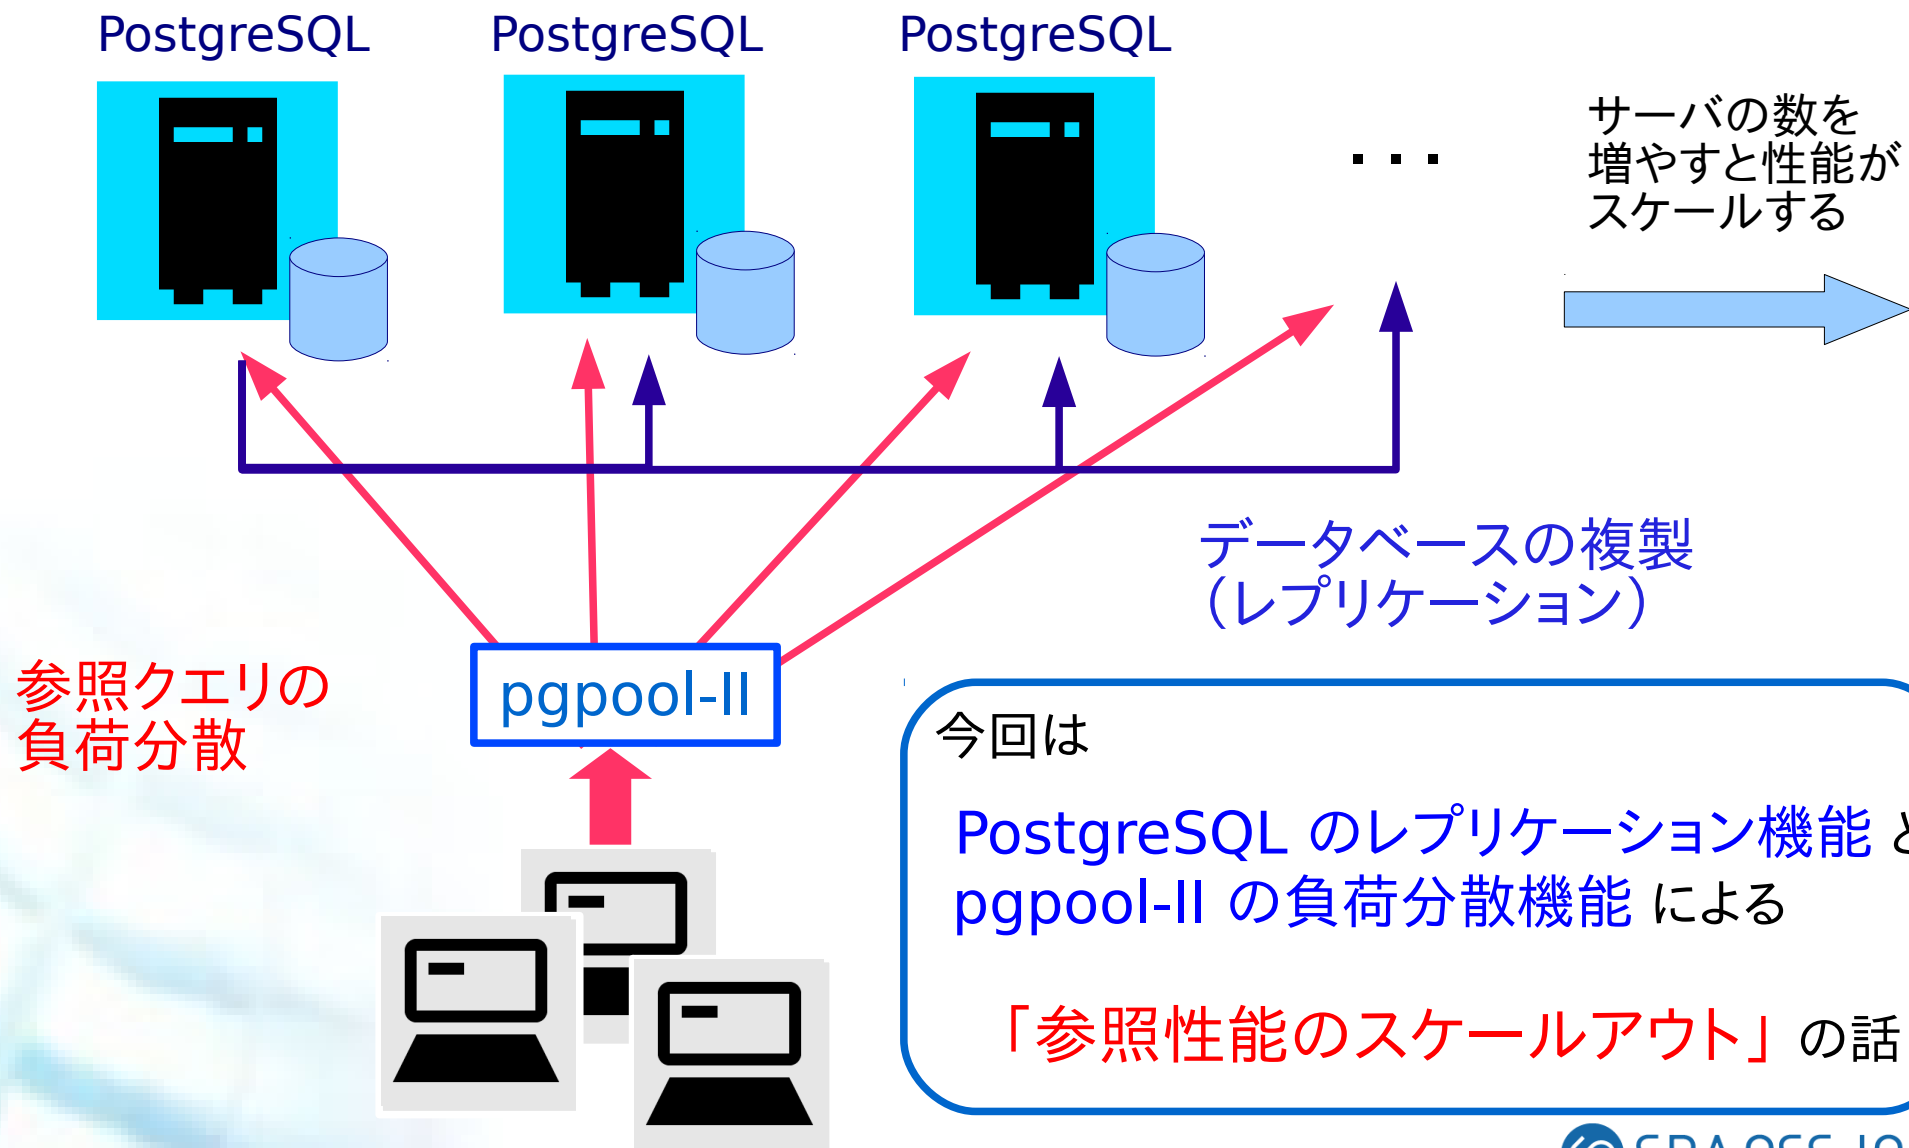 PostgreSQL PostgreSQL PostgreSQL
サーバの数を
増やすと性能が
スケールする
...
データベースの複製
（レプリケーション）
参照クエリの
負荷分散
pgpool-II
今回は
PostgreSQL のレプリケーション機能 と
pgpool-II の負荷分散機能 による
「参照性能のスケールアウト」 の話